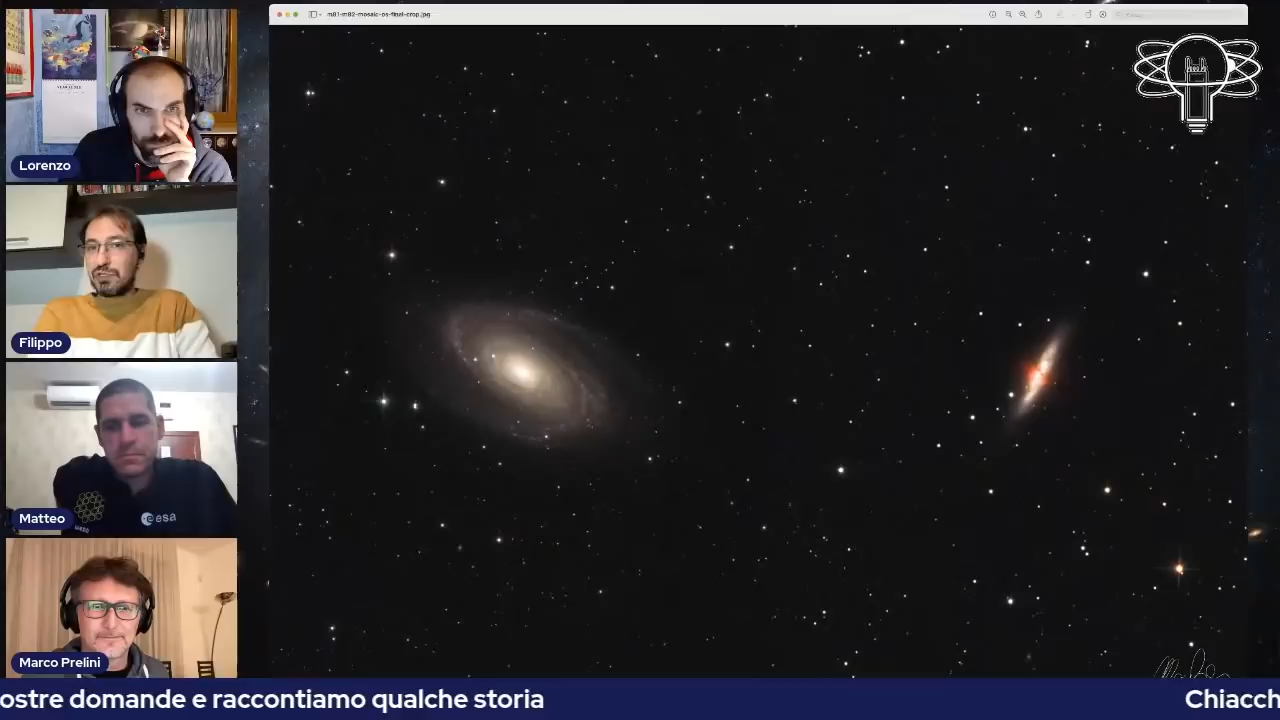 m81-m82-mosaic-os-final-crop.jpg
Lorenzo
Filippo
esa
Matteo
Marco Prelini
ostre domande e raccontiamo qualche storia
Chiacch